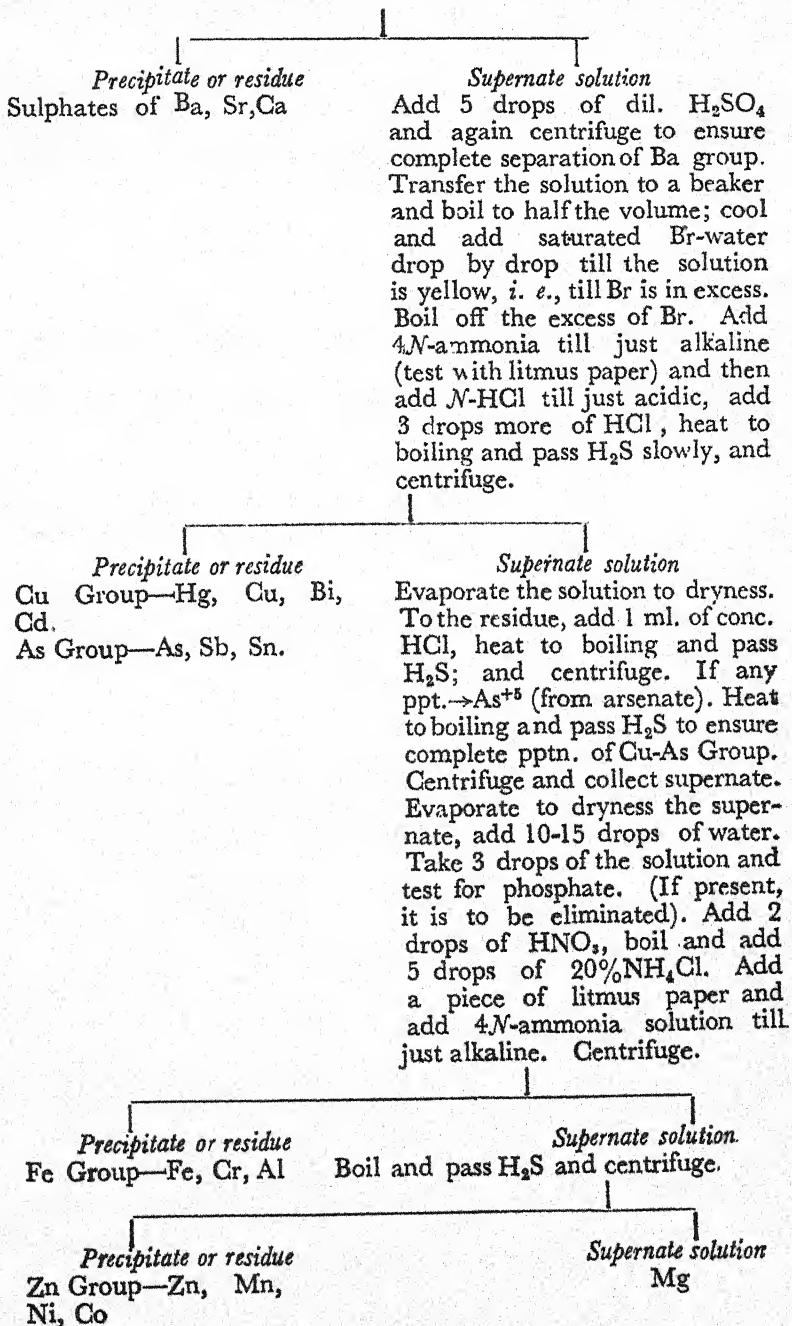 Precipitate or residue
Sulphates of Ba, Sr,Ca
Supernate solution
Add 5 drops of dil. H₂SO₄
and again centrifuge to ensure
complete separation of Ba group.
Transfer the solution to a beaker
and boil to half the volume; cool
and add saturated Br-water
drop by drop till the solution
is yellow, i. e., till Br is in excess.
Boil off the excess of Br. Add
4N-ammonia till just alkaline
(test with litmus paper) and then
add N-HCl till just acidic, add
3 drops more of HCl , heat to
boiling and pass H₂S slowly, and
centrifuge.
Precipitate or residue
Cu Group—Hg, Cu, Bi,
Cd.
As Group—As, Sb, Sn.
Supernate solution
Evaporate the solution to dryness.
To the residue, add 1 ml. of conc.
HCl, heat to boiling and pass
H₂S; and centrifuge. If any
ppt.→As⁺⁵ (from arsenate). Heat
to boiling and pass H₂S to ensure
complete pptn. of Cu-As Group.
Centrifuge and collect supernate.
Evaporate to dryness the super-
nate, add 10-15 drops of water.
Take 3 drops of the solution and
test for phosphate. (If present,
it is to be eliminated). Add 2
drops of HNO₃, boil and add
5 drops of 20%NH₄Cl. Add
a piece of litmus paper and
add 4N-ammonia solution till
just alkaline. Centrifuge.
Precipitate or residue
Fe Group—Fe, Cr, Al
Supernate solution.
Boil and pass H₂S and centrifuge.
Precipitate or residue
Zn Group—Zn, Mn,
Ni, Co
Supernate solution
Mg